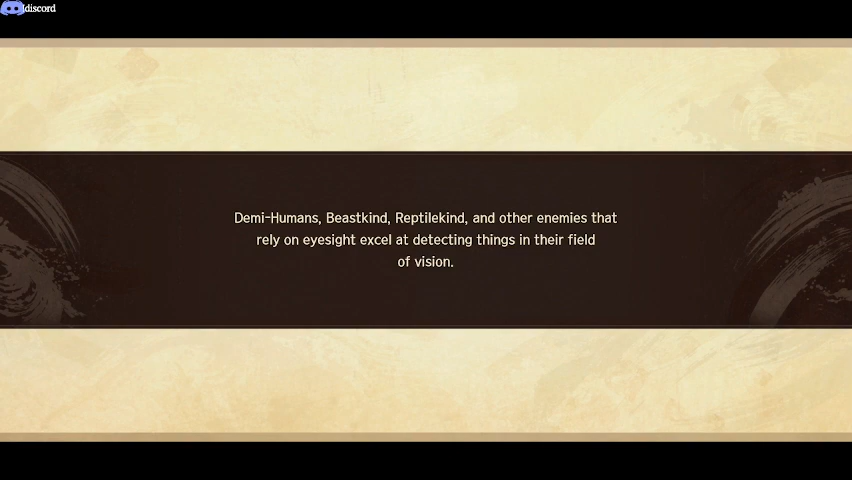 discord
Demi-Humans, Beastkind, Reptilekind, and other enemies that
rely on eyesight excel at detecting things in their field
of vision.